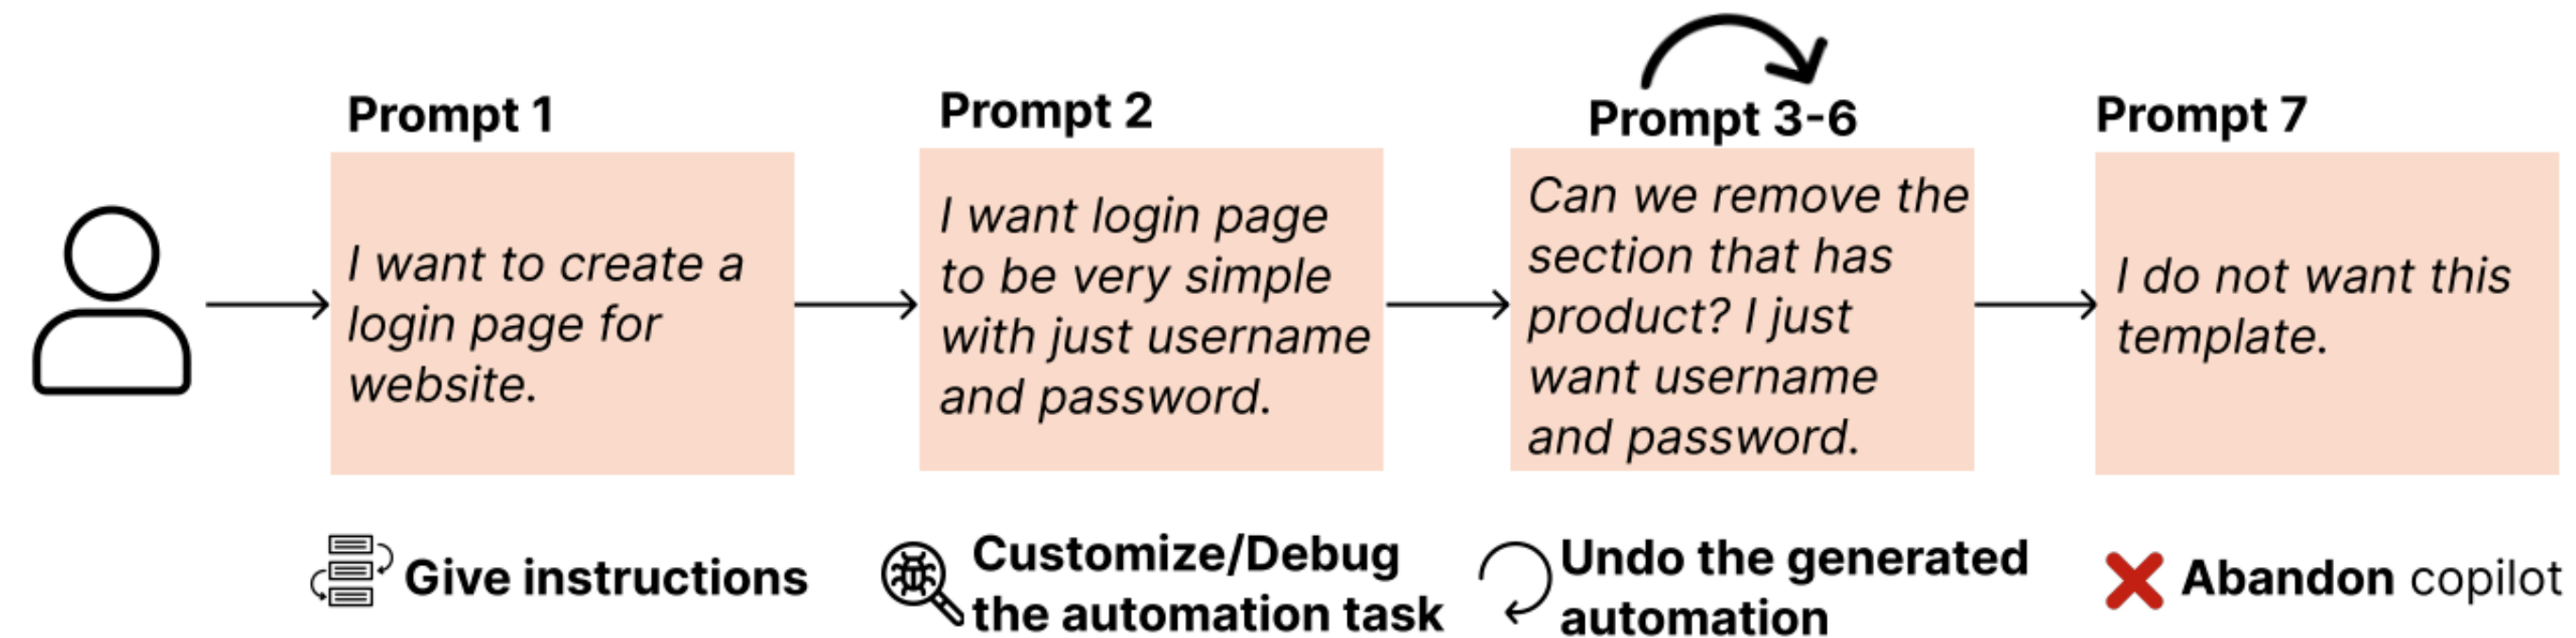 Prompt 1
I want to create a
login page for
website.
Give instructions
Prompt 2
I want login page
to be very simple
with just username
and password.
Customize/Debug
the automation task
Prompt 3-6
Can we remove the
section that has
product? I just
want username
and password.
Undo the generated
automation
Prompt 7
I do not want this
template.
Abandon copilot